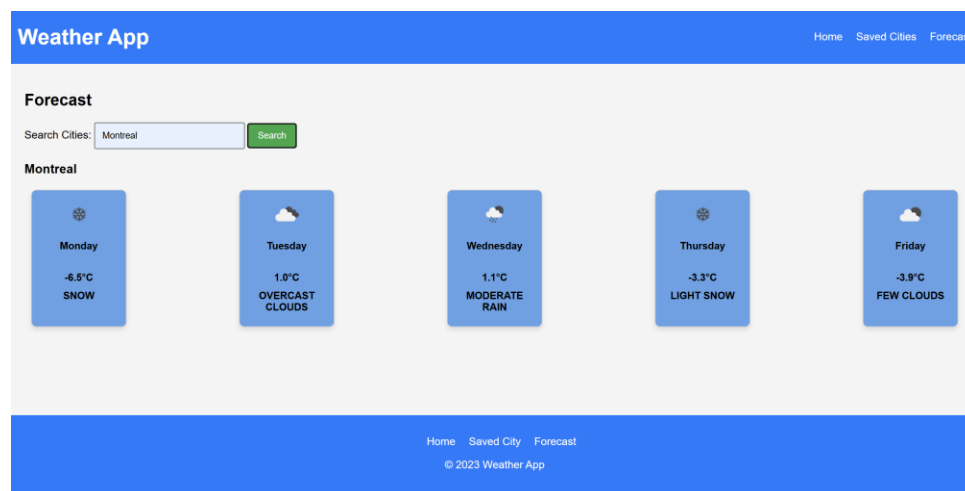 Weather App
Home Saved Cities Forecas
Forecast
Search Cities: Montreal Search
Montreal
Monday Tuesday Wednesday Thursday Friday
-6.5°C 1.0°C 1.1°C -3.3°C -3.9°C
SNOW OVERCAST MODERATE LIGHT SNOW FEW CLOUDS
CLOUDS RAIN
Home Saved City Forecast
© 2023 Weather App